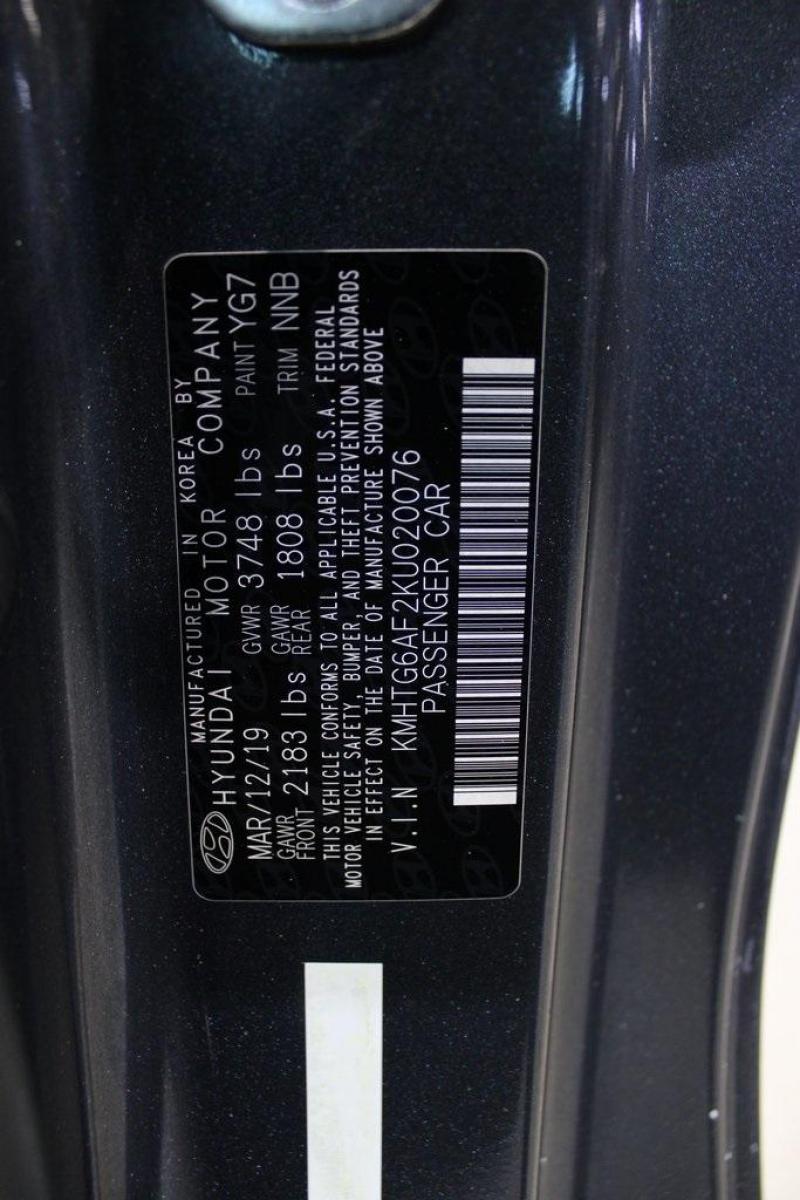 MANUFACTURED IN KOREA BY
HYUNDAI MOTOR COMPANY
MAR/12/19 GVWR 3748 lbs PAINT YG7
GAWR FRONT 2183 lbs GAWR REAR 1808 lbs TRIM NNB
THIS VEHICLE CONFORMS TO ALL APPLICABLE U.S.A. FEDERAL
MOTOR VEHICLE SAFETY, BUMPER, AND THEFT PREVENTION STANDARDS
IN EFFECT ON THE DATE OF MANUFACTURE SHOWN ABOVE
V.I.N KMHTG6AF2KU020076
PASSENGER CAR